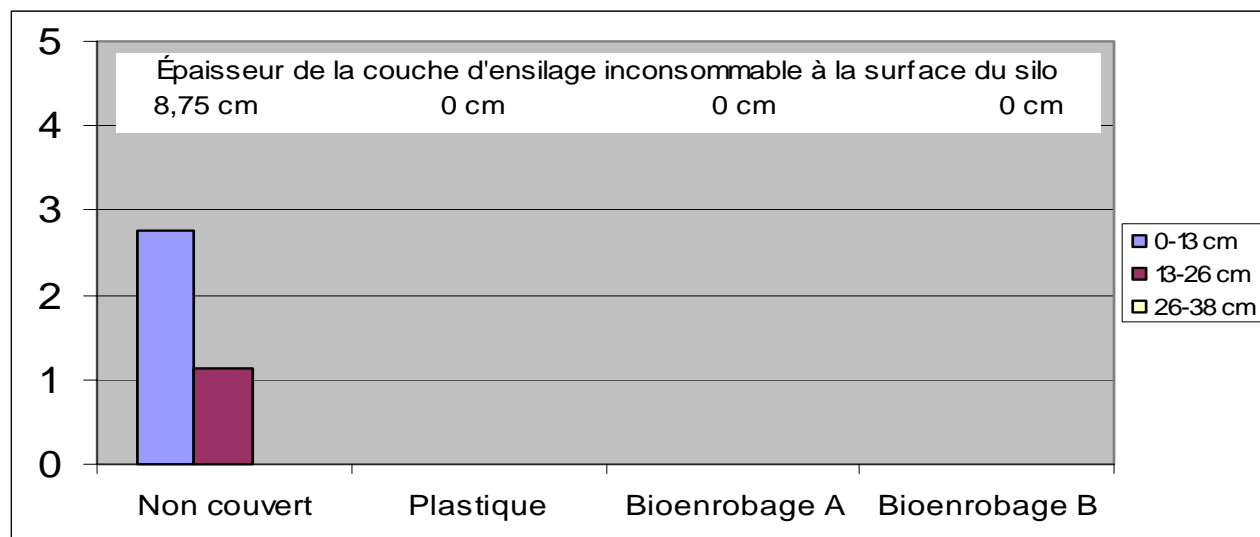 5
Épaisseur de la couche d'ensilage inconsommable à la surface du silo
8,75 cm 0 cm 0 cm 0 cm
4
3
2
1
0
Non couvert Plastique Bioenrobage A Bioenrobage B
0-13 cm
13-26 cm
26-38 cm